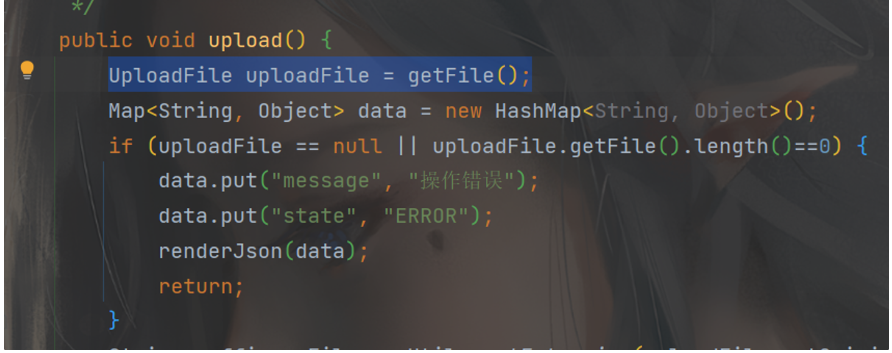 */
public void upload() {
UploadFile uploadFile = getFile();
Map<String, Object> data = new HashMap<String, Object>();
if (uploadFile == null || uploadFile.getFile().length()==0) {
data.put("message", "操作错误");
data.put("state", "ERROR");
renderJson(data);
return;
}